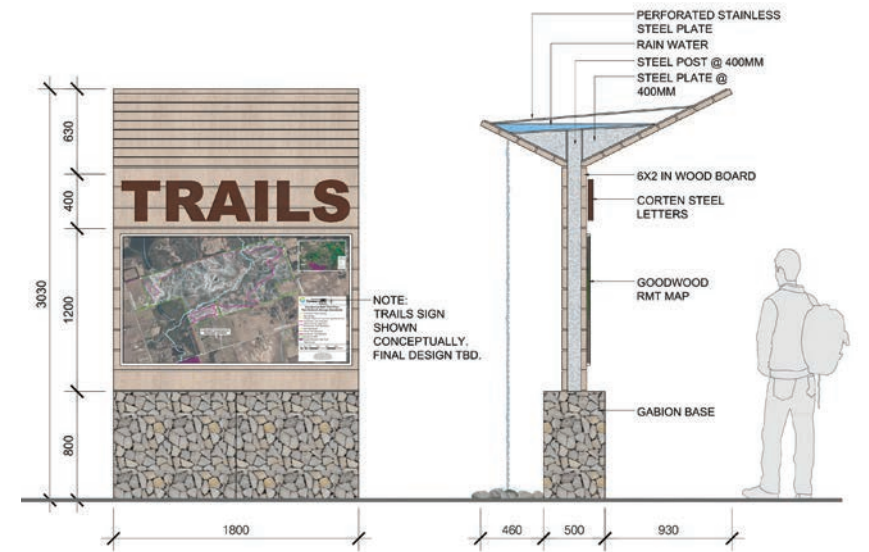 PERFORATED STAINLESS
STEEL PLATE
RAIN WATER
STEEL POST @ 400MM
STEEL PLATE @
400MM
630
TRAILS
6X2 IN WOOD BOARD
400
CORTEN STEEL
LETTERS
3030
1200
GOODWOOD
RMT MAP
NOTE:
TRAILS SIGN
SHOWN
CONCEPTUALLY.
FINAL DESIGN TBD.
800
GABION BASE
1800
460
500
930